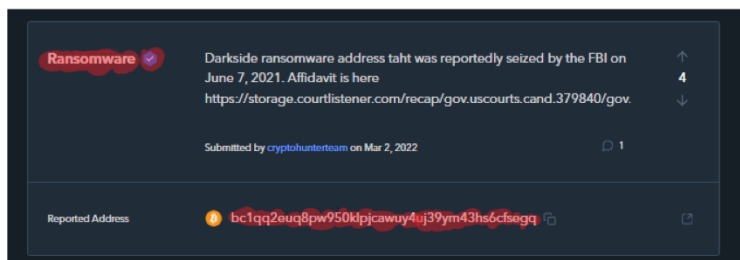 Ransomware
Darkside ransomware address taht was reportedly seized by the FBI on
June 7, 2021. Affidavit is here
https://storage.courtlistener.com/recap/gov.uscourts.cand.379840/gov.
4
Submitted by cryptohunterteam on Mar 2, 2022
1
Reported Address
bc1qq2euq8pw950klpjcawuy4uj39ym43hs6cfsegq